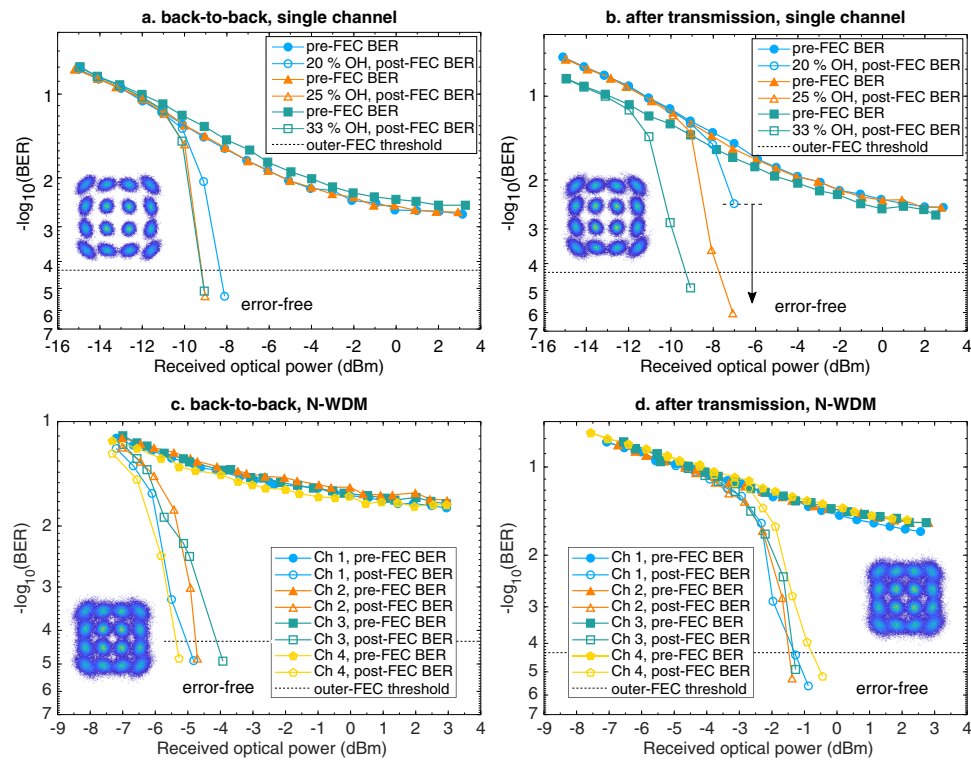 a. back-to-back, single channel
-log10(BER)
1
2
3
4
5
6
7
pre-FEC BER
20 % OH, post-FEC BER
pre-FEC BER
25 % OH, post-FEC BER
pre-FEC BER
33 % OH, post-FEC BER
outer-FEC threshold
error-free
-16 -14 -12 -10 -8 -6 -4 -2 0 2 4
Received optical power (dBm)
b. after transmission, single channel
-log10(BER)
1
2
3
4
5
6
7
pre-FEC BER
20 % OH, post-FEC BER
pre-FEC BER
25 % OH, post-FEC BER
pre-FEC BER
33 % OH, post-FEC BER
outer-FEC threshold
error-free
-16 -14 -12 -10 -8 -6 -4 -2 0 2 4
Received optical power (dBm)
c. back-to-back, N-WDM
-log10(BER)
1
2
3
4
5
6
7
Ch 1, pre-FEC BER
Ch 1, post-FEC BER
Ch 2, pre-FEC BER
Ch 2, post-FEC BER
Ch 3, pre-FEC BER
Ch 3, post-FEC BER
Ch 4, pre-FEC BER
Ch 4, post-FEC BER
outer-FEC threshold
error-free
-9 -8 -7 -6 -5 -4 -3 -2 -1 0 1 2 3 4
Received optical power (dBm)
d. after transmission, N-WDM
-log10(BER)
1
2
3
4
5
6
7
Ch 1, pre-FEC BER
Ch 1, post-FEC BER
Ch 2, pre-FEC BER
Ch 2, post-FEC BER
Ch 3, pre-FEC BER
Ch 3, post-FEC BER
Ch 4, pre-FEC BER
Ch 4, post-FEC BER
outer-FEC threshold
error-free
-9 -8 -7 -6 -5 -4 -3 -2 -1 0 1 2 3 4
Received optical power (dBm)